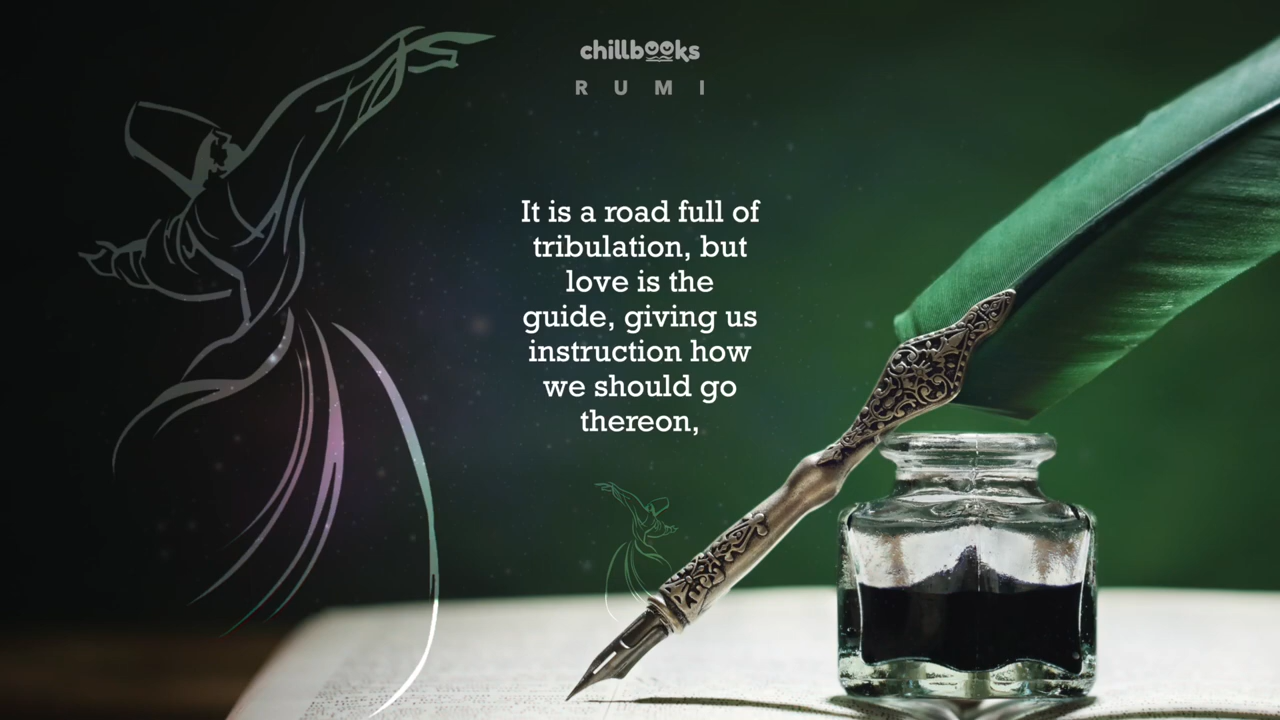 chillbooks
RUMI
It is a road full of
tribulation, but
love is the
guide, giving us
instruction how
we should go
thereon,